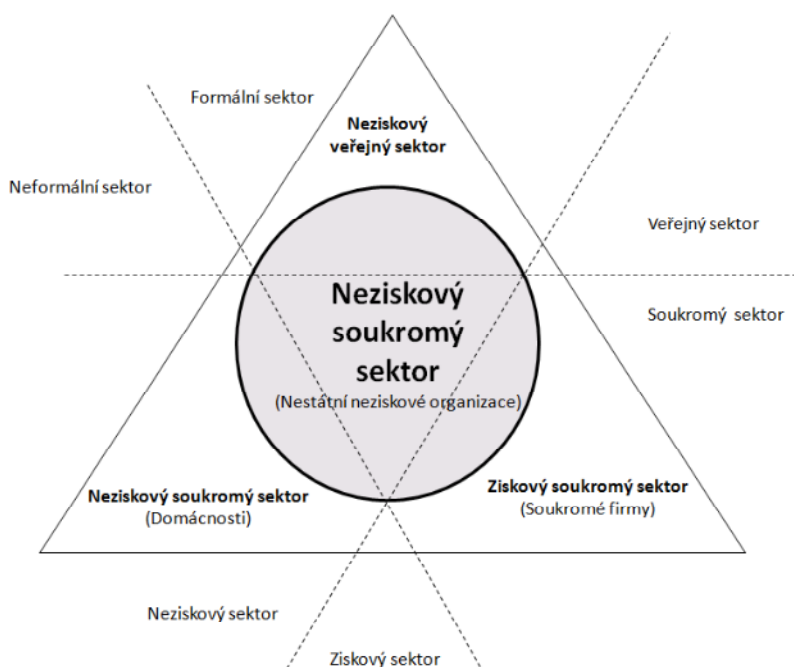 Formální sektor
Neziskový
veřejný sektor
Neformální sektor
Veřejný sektor
Neziskový
soukromý
sektor
(Nestátní neziskové organizace)
Soukromý sektor
Neziskový soukromý sektor
(Domácnosti)
Ziskový soukromý sektor
(Soukromé firmy)
Neziskový sektor
Ziskový sektor